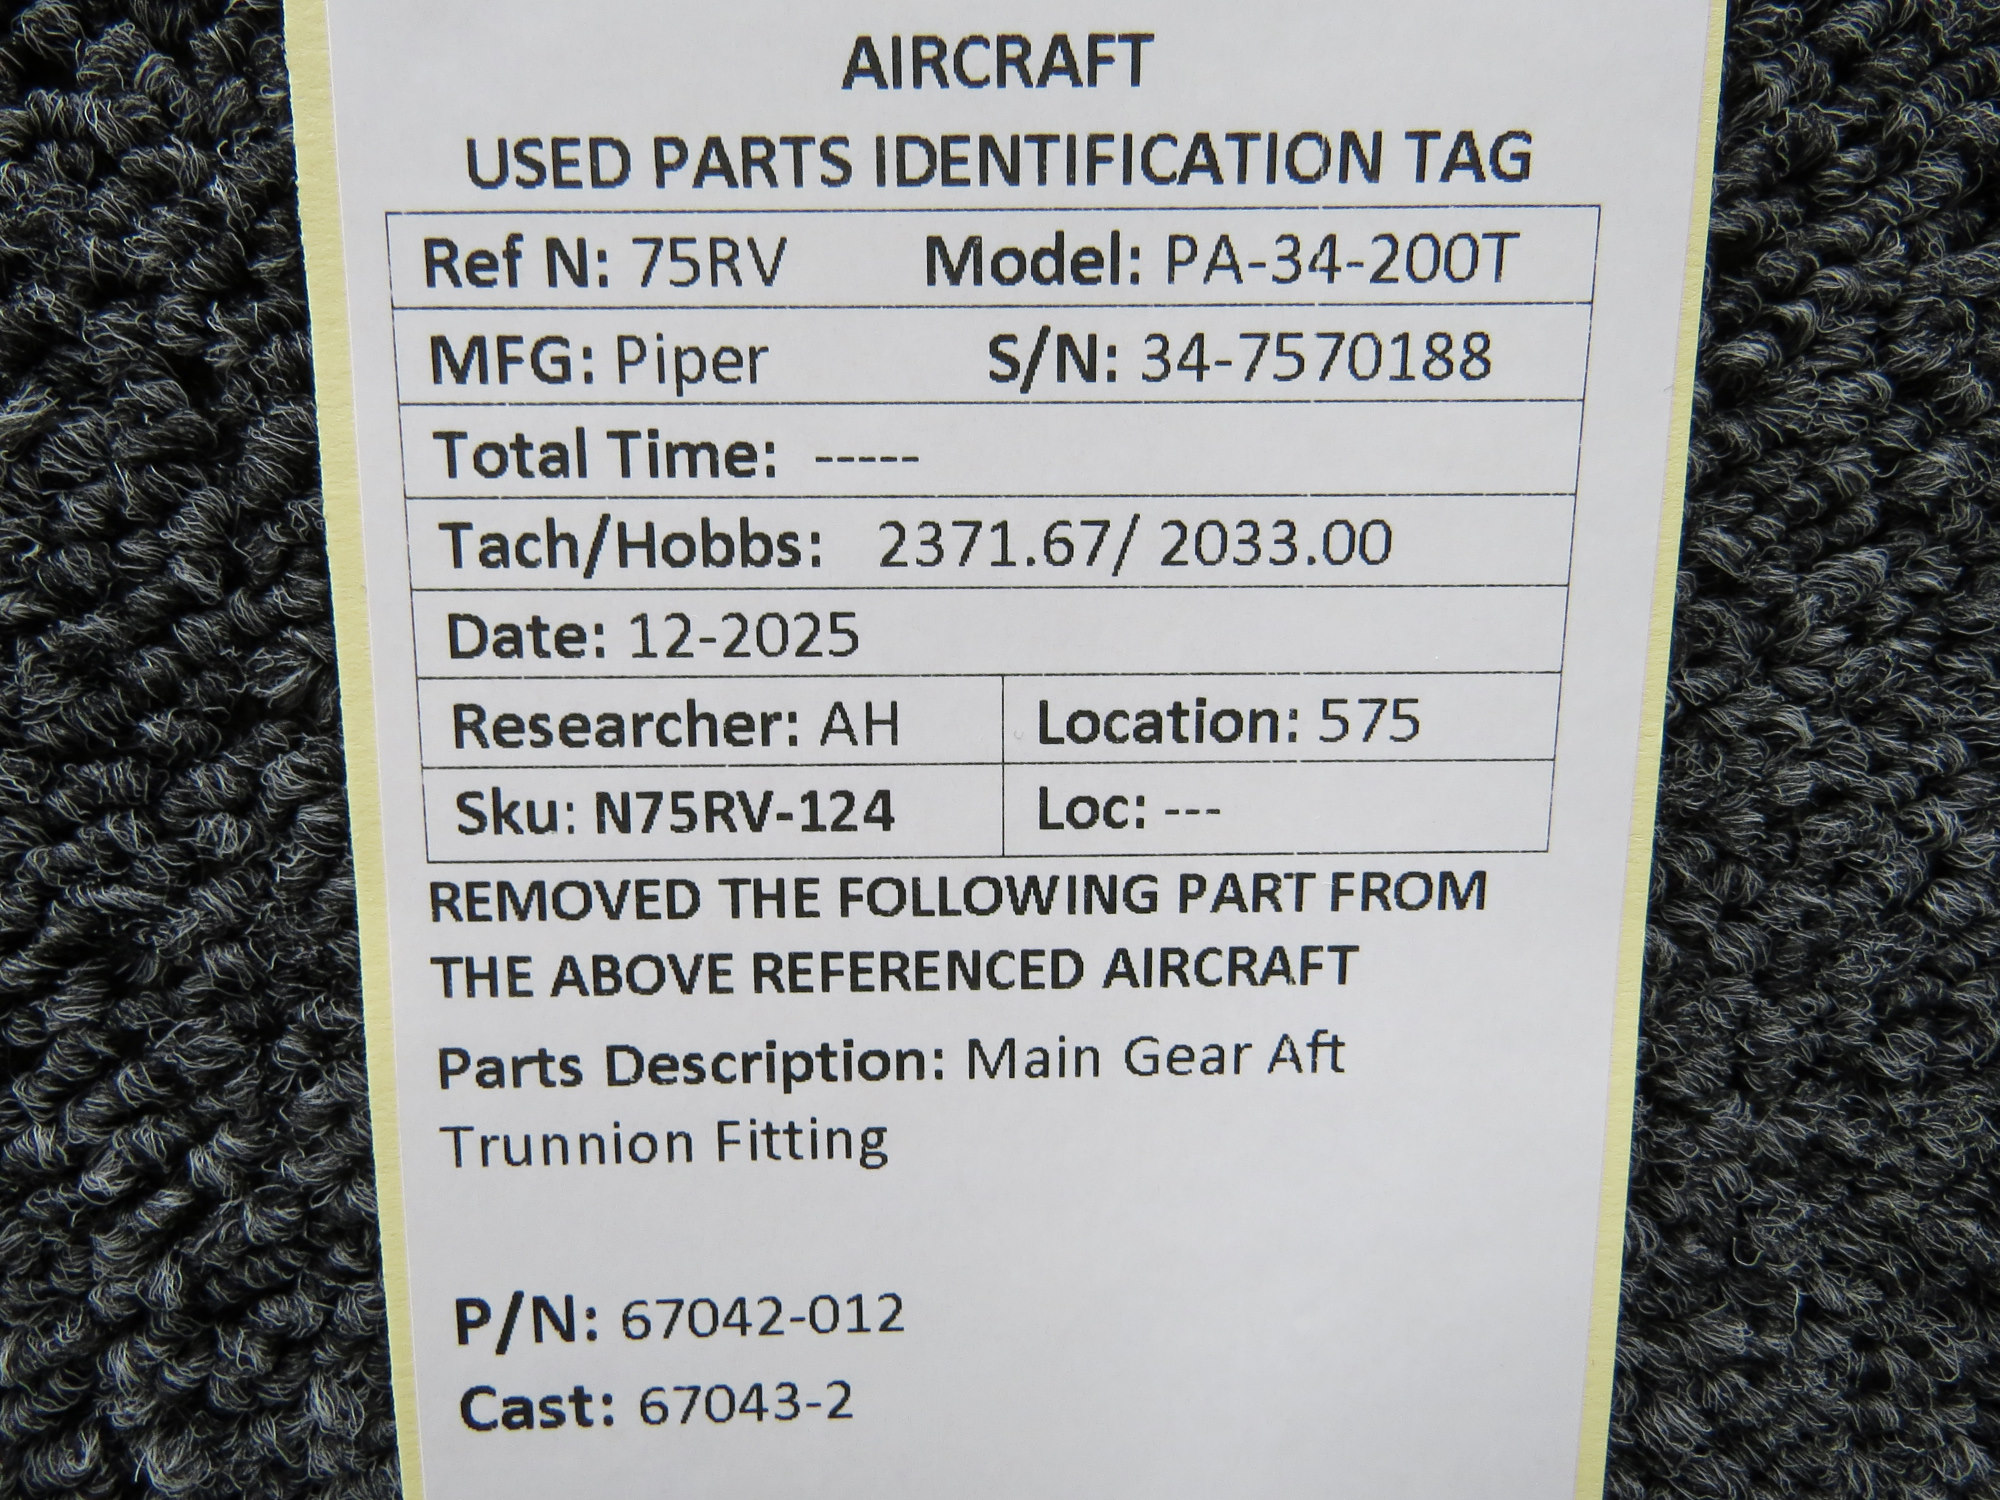 AIRCRAFT
USED PARTS IDENTIFICATION TAG
Ref N: 75RV Model: PA-34-200T
MFG: Piper S/N: 34-7570188
Total Time: -----
Tach/Hobbs: 2371.67/ 2033.00
Date: 12-2025
Researcher: AH Location: 575
Sku: N75RV-124 Loc: ---
REMOVED THE FOLLOWING PART FROM
THE ABOVE REFERENCED AIRCRAFT
Parts Description: Main Gear Aft
Trunnion Fitting
P/N: 67042-012
Cast: 67043-2